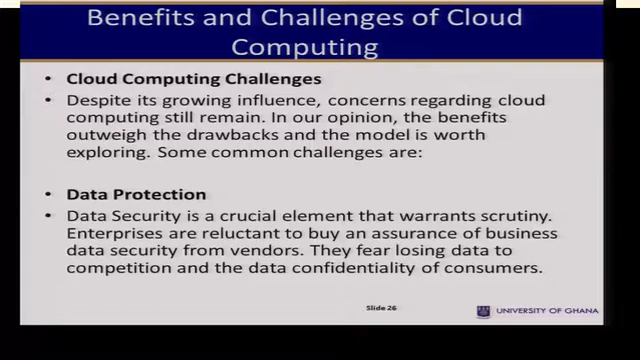 Benefits and Challenges of Cloud
Computing
• Cloud Computing Challenges
• Despite its growing influence, concerns regarding cloud
computing still remain. In our opinion, the benefits
outweigh the drawbacks and the model is worth
exploring. Some common challenges are:
• Data Protection
• Data Security is a crucial element that warrants scrutiny.
Enterprises are reluctant to buy an assurance of business
data security from vendors. They fear losing data to
competition and the data confidentiality of consumers.
Slide 26
UNIVERSITY OF GHANA